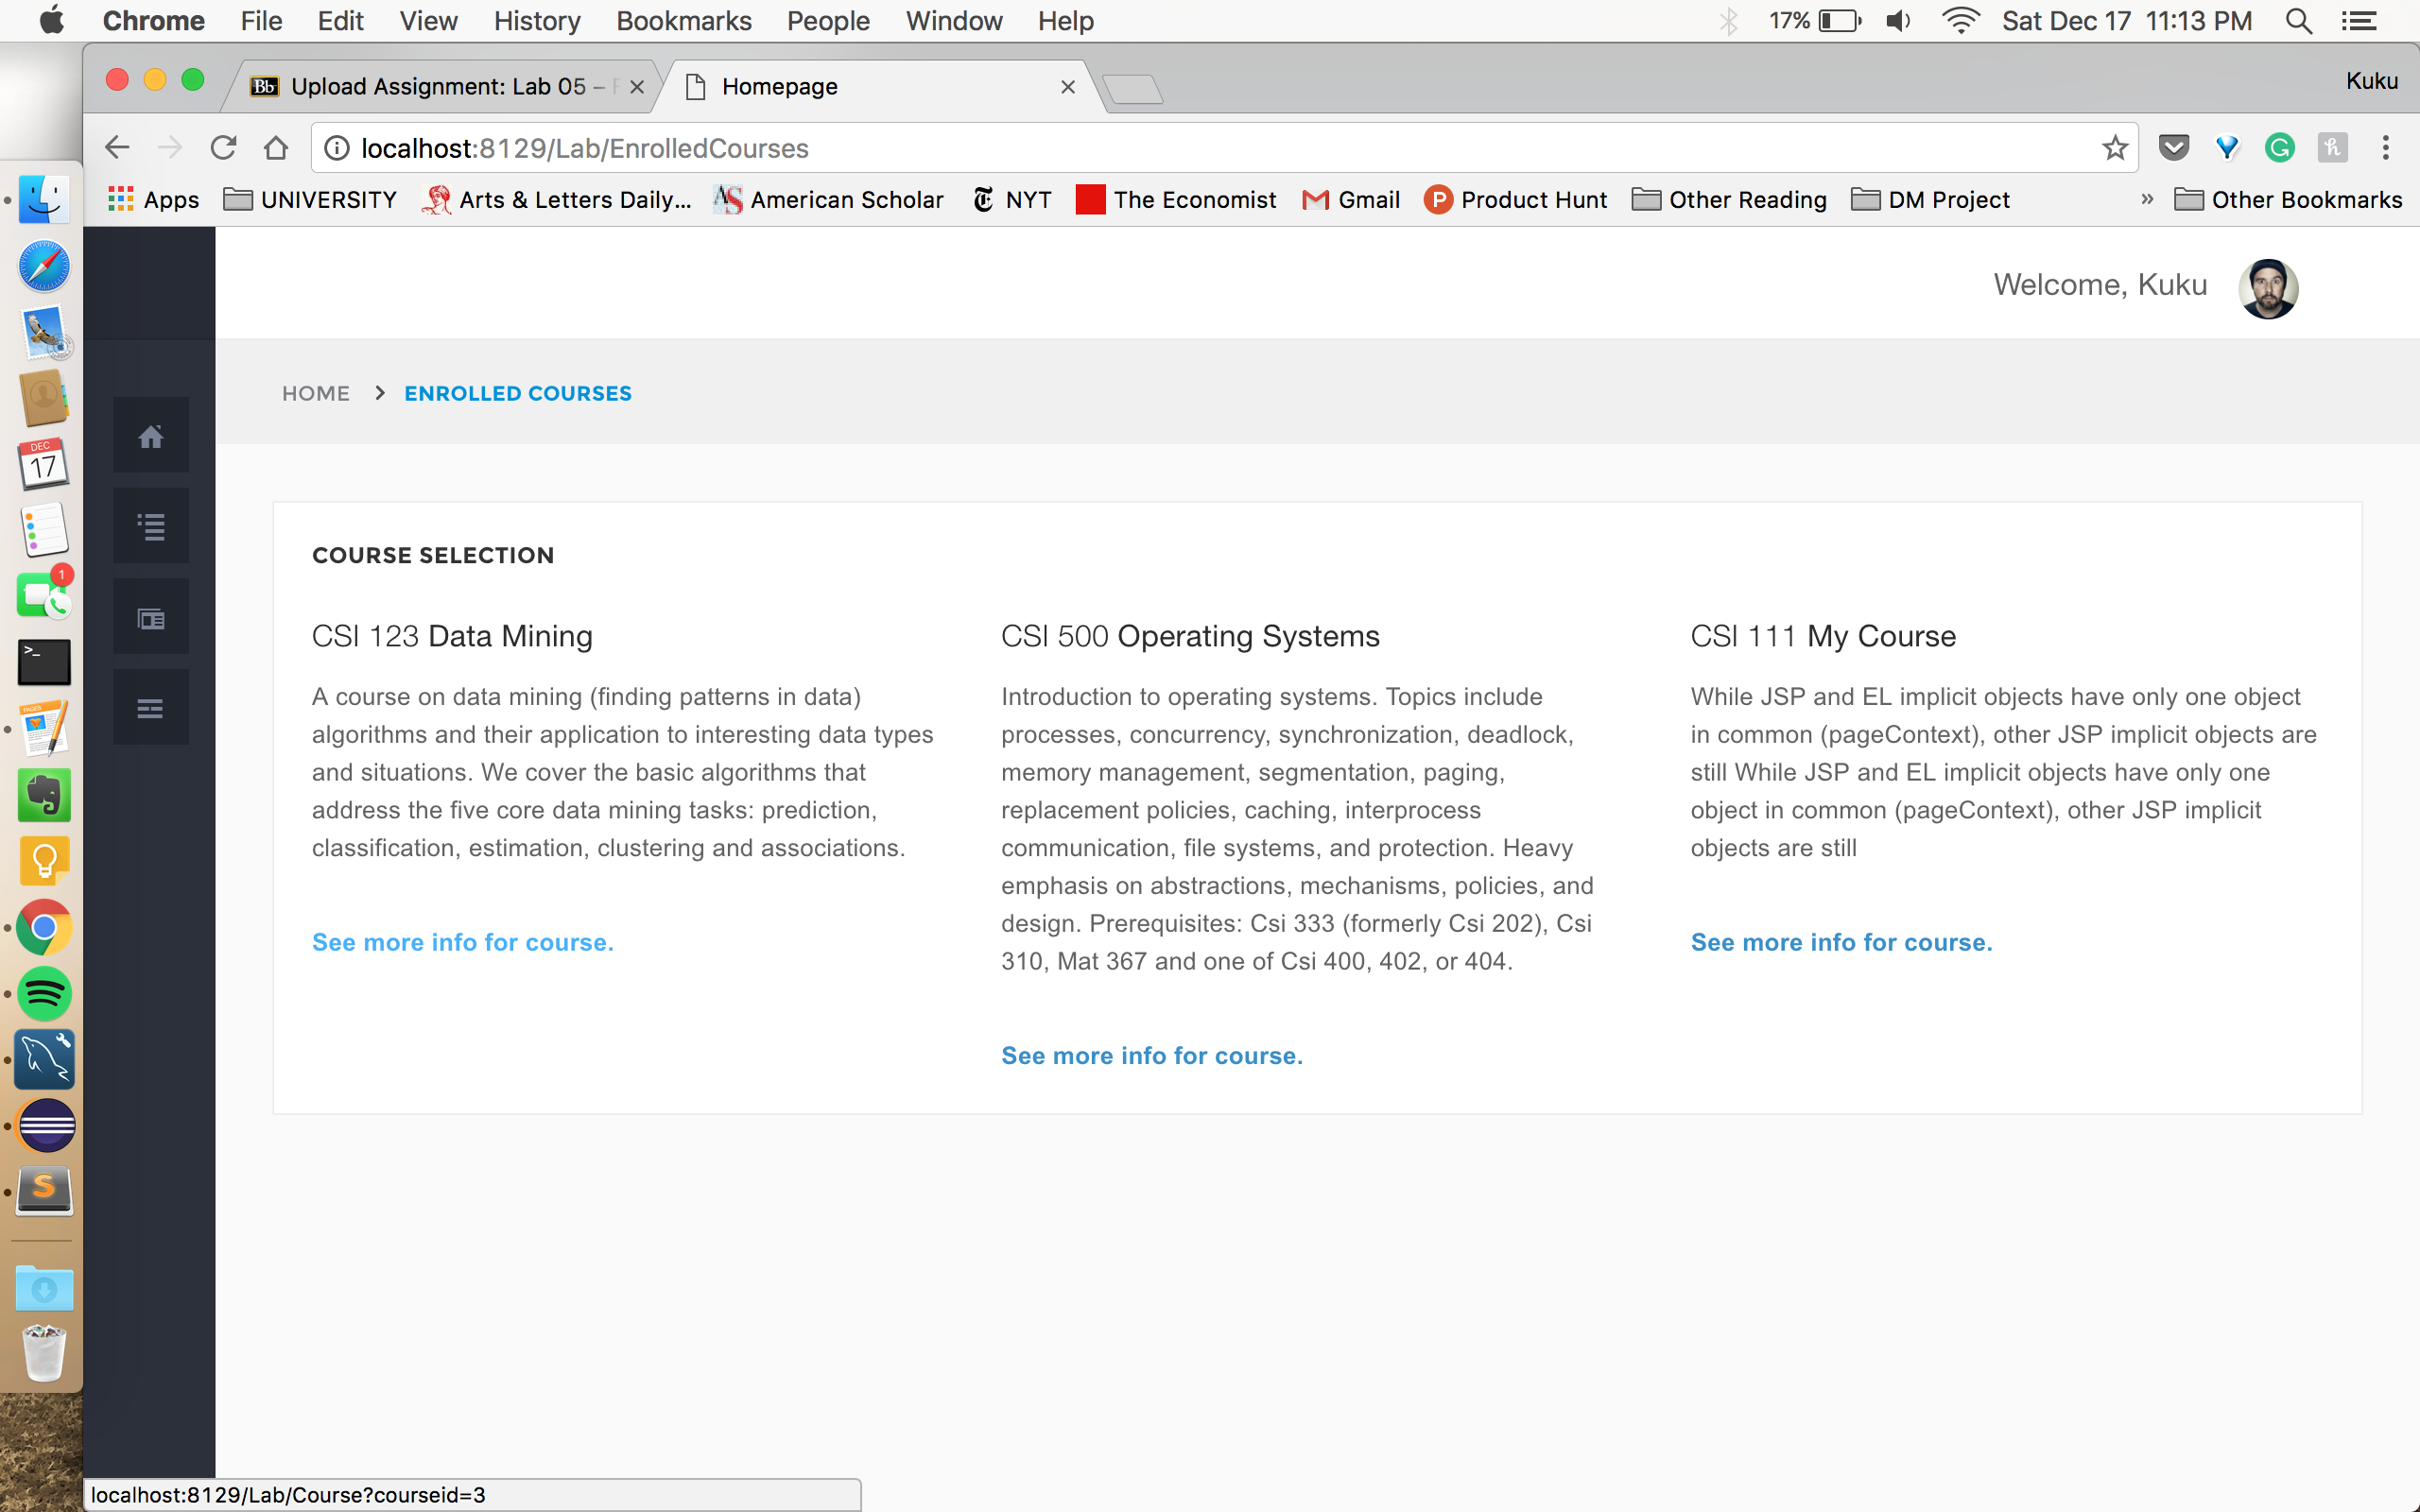 Chrome File Edit View History Bookmarks People Window Help 17% Sat Dec 17 11:13 PM
Bb Upload Assignment: Lab 05 – Homepage Kuku
localhost:8129/Lab/EnrolledCourses
Apps UNIVERSITY Arts & Letters Daily... American Scholar NYT The Economist Gmail Product Hunt Other Reading DM Project » Other Bookmarks
Welcome, Kuku
HOME > ENROLLED COURSES
DEC
17
1
COURSE SELECTION
CSI 123 Data Mining
A course on data mining (finding patterns in data)
algorithms and their application to interesting data types
and situations. We cover the basic algorithms that
address the five core data mining tasks: prediction,
classification, estimation, clustering and associations.
See more info for course.
CSI 500 Operating Systems
Introduction to operating systems. Topics include
processes, concurrency, synchronization, deadlock,
memory management, segmentation, paging,
replacement policies, caching, interprocess
communication, file systems, and protection. Heavy
emphasis on abstractions, mechanisms, policies, and
design. Prerequisites: Csi 333 (formerly Csi 202), Csi
310, Mat 367 and one of Csi 400, 402, or 404.
See more info for course.
CSI 111 My Course
While JSP and EL implicit objects have only one object
in common (pageContext), other JSP implicit objects are
still While JSP and EL implicit objects have only one
object in common (pageContext), other JSP implicit
objects are still
See more info for course.
PAGES
localhost:8129/Lab/Course?courseid=3